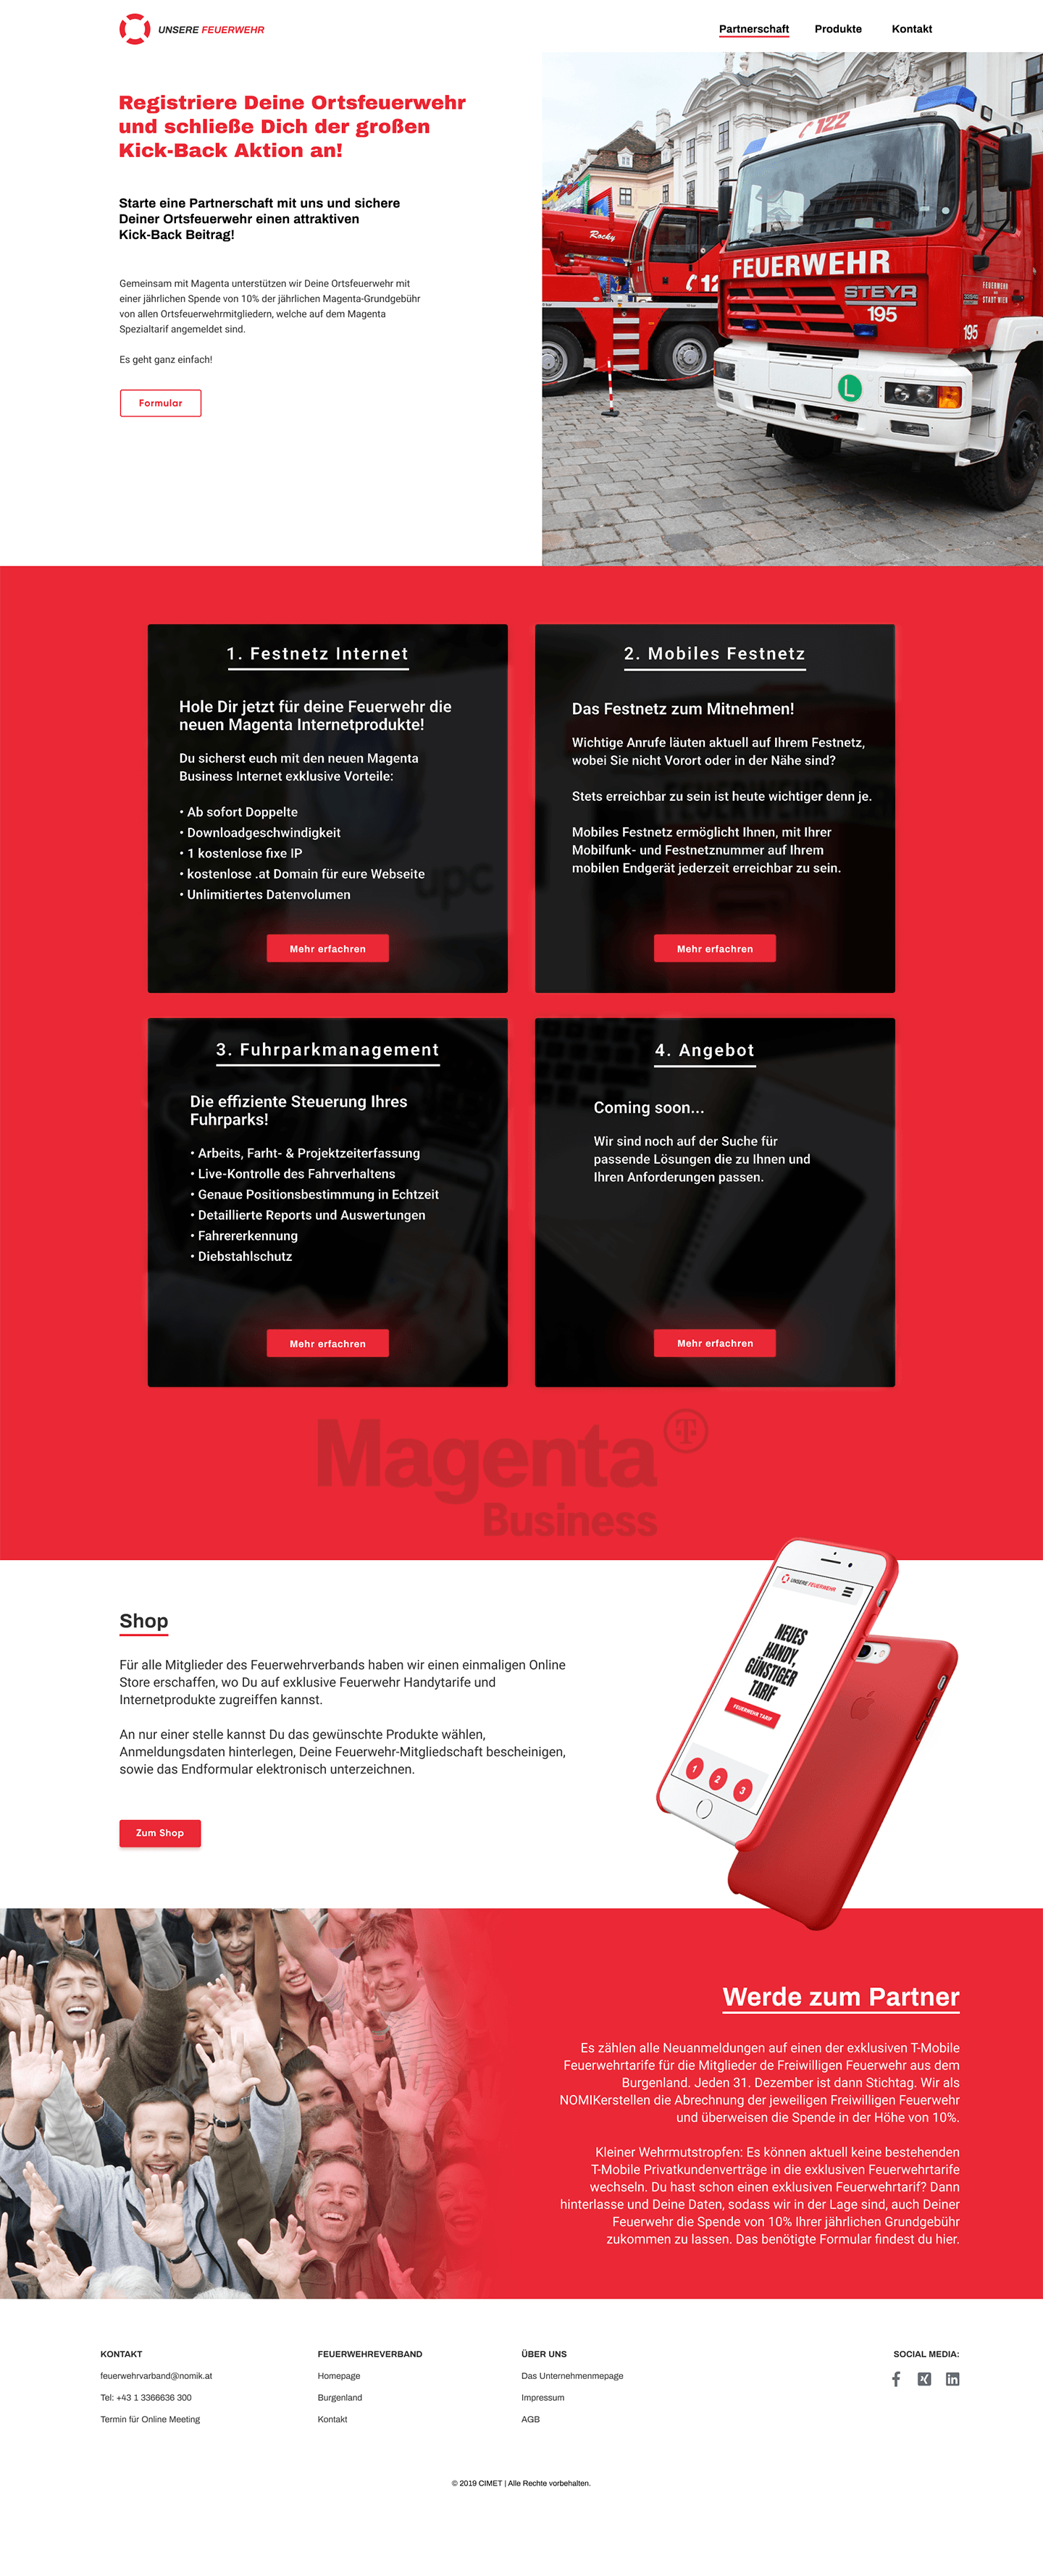 UNSERE FEUERWEHR
Partnerschaft Produkte Kontakt
Registriere Deine Ortsfeuerwehr
und schließe Dich der großen
Kick-Back Aktion an!
Starte eine Partnerschaft mit uns und sichere
Deiner Ortsfeuerwehr einen attraktiven
Kick-Back Beitrag!
Gemeinsam mit Magenta unterstützen wir Deine Ortsfeuerwehr mit
einer jährlichen Spende von 10% der jährlichen Magenta-Grundgebühr
von allen Ortsfeuerwehrmitgliedern, welche auf dem Magenta
Spezialtarif angemeldet sind.
Es geht ganz einfach!
Formular
122
Rocky
12
FEUERWEHR
STEYR
195
FEUERWEHR
STADT WIEN
195
L
1. Festnetz Internet
Hole Dir jetzt für deine Feuerwehr die
neuen Magenta Internetprodukte!
Du sicherst euch mit den neuen Magenta
Business Internet exklusive Vorteile:
• Ab sofort Doppelte
• Downloadgeschwindigkeit
• 1 kostenlose fixe IP
• kostenlose .at Domain für eure Webseite
• Unlimitiertes Datenvolumen
upc
Mehr erfachren
2. Mobiles Festnetz
Das Festnetz zum Mitnehmen!
Wichtige Anrufe läuten aktuell auf Ihrem Festnetz,
wobei Sie nicht Vorort oder in der Nähe sind?
Stets erreichbar zu sein ist heute wichtiger denn je.
Mobiles Festnetz ermöglicht Ihnen, mit Ihrer
Mobilfunk- und Festnetznummer auf Ihrem
mobilen Endgerät jederzeit erreichbar zu sein.
Mehr erfachren
3. Fuhrparkmanagement
Die effiziente Steuerung Ihres
Fuhrparks!
• Arbeits, Farht- & Projektzeiterfassung
• Live-Kontrolle des Fahrverhaltens
• Genaue Positionsbestimmung in Echtzeit
• Detaillierte Reports und Auswertungen
• Fahrererkennung
• Diebstahlschutz
Mehr erfachren
4. Angebot
Coming soon...
Wir sind noch auf der Suche für
passende Lösungen die zu Ihnen und
Ihren Anforderungen passen.
Mehr erfachren
Magenta T
Business
Shop
Für alle Mitglieder des Feuerwehrverbands haben wir einen einmaligen Online
Store erschaffen, wo Du auf exklusive Feuerwehr Handytarife und
Internetprodukte zugreiffen kannst.
An nur einer stelle kannst Du das gewünschte Produkte wählen,
Anmeldungsdaten hinterlegen, Deine Feuerwehr-Mitgliedschaft bescheinigen,
sowie das Endformular elektronisch unterzeichnen.
Zum Shop
UNSERE FEUERWEHR
NEUES
HANDY,
GÜNSTIGER
TARIF
FEUERWEHR TARIF
1 2 3
Werde zum Partner
Es zählen alle Neuanmeldungen auf einen der exklusiven T-Mobile
Feuerwehrtarife für die Mitglieder de Freiwilligen Feuerwehr aus dem
Burgenland. Jeden 31. Dezember ist dann Stichtag. Wir als
NOMIKerstellen die Abrechnung der jeweiligen Freiwilligen Feuerwehr
und überweisen die Spende in der Höhe von 10%.
Kleiner Wehrmutstropfen: Es können aktuell keine bestehenden
T-Mobile Privatkundenverträge in die exklusiven Feuerwehrtarife
wechseln. Du hast schon einen exklusiven Feuerwehrtarif? Dann
hinterlasse und Deine Daten, sodass wir in der Lage sind, auch Deiner
Feuerwehr die Spende von 10% Ihrer jährlichen Grundgebühr
zukommen zu lassen. Das benötigte Formular findest du hier.
KONTAKT
feuerwehrvarband@nomik.at
Tel: +43 1 3366636 300
Termin für Online Meeting
FEUERWEHREVERBAND
Homepage
Burgenland
Kontakt
ÜBER UNS
Das Unternehmenmepage
Impressum
AGB
SOCIAL MEDIA:
© 2019 CIMET | Alle Rechte vorbehalten.